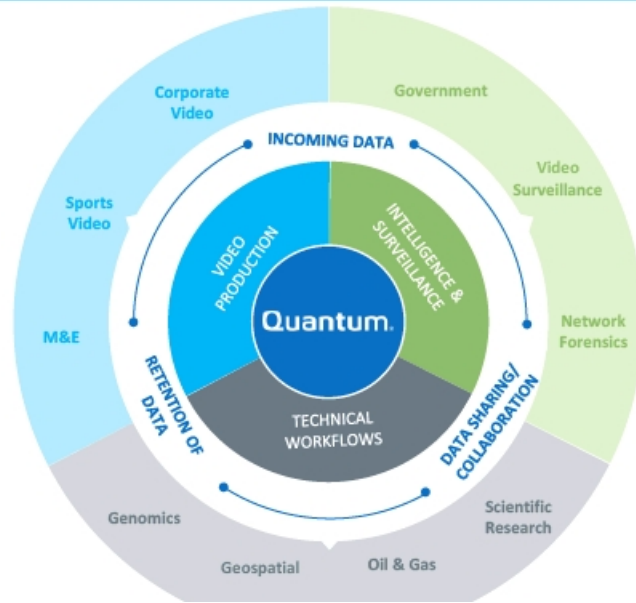 Corporate
Video
Government
INCOMING DATA
Video
Surveillance
Sports
Video
VIDEO
PRODUCTION
INTELLIGENCE &
SURVEILLANCE
Quantum.
M&E
Network
Forensics
RETENTION OF
DATA
DATA SHARING/
COLLABORATION
TECHNICAL
WORKFLOWS
Genomics
Scientific
Research
Geospatial
Oil & Gas